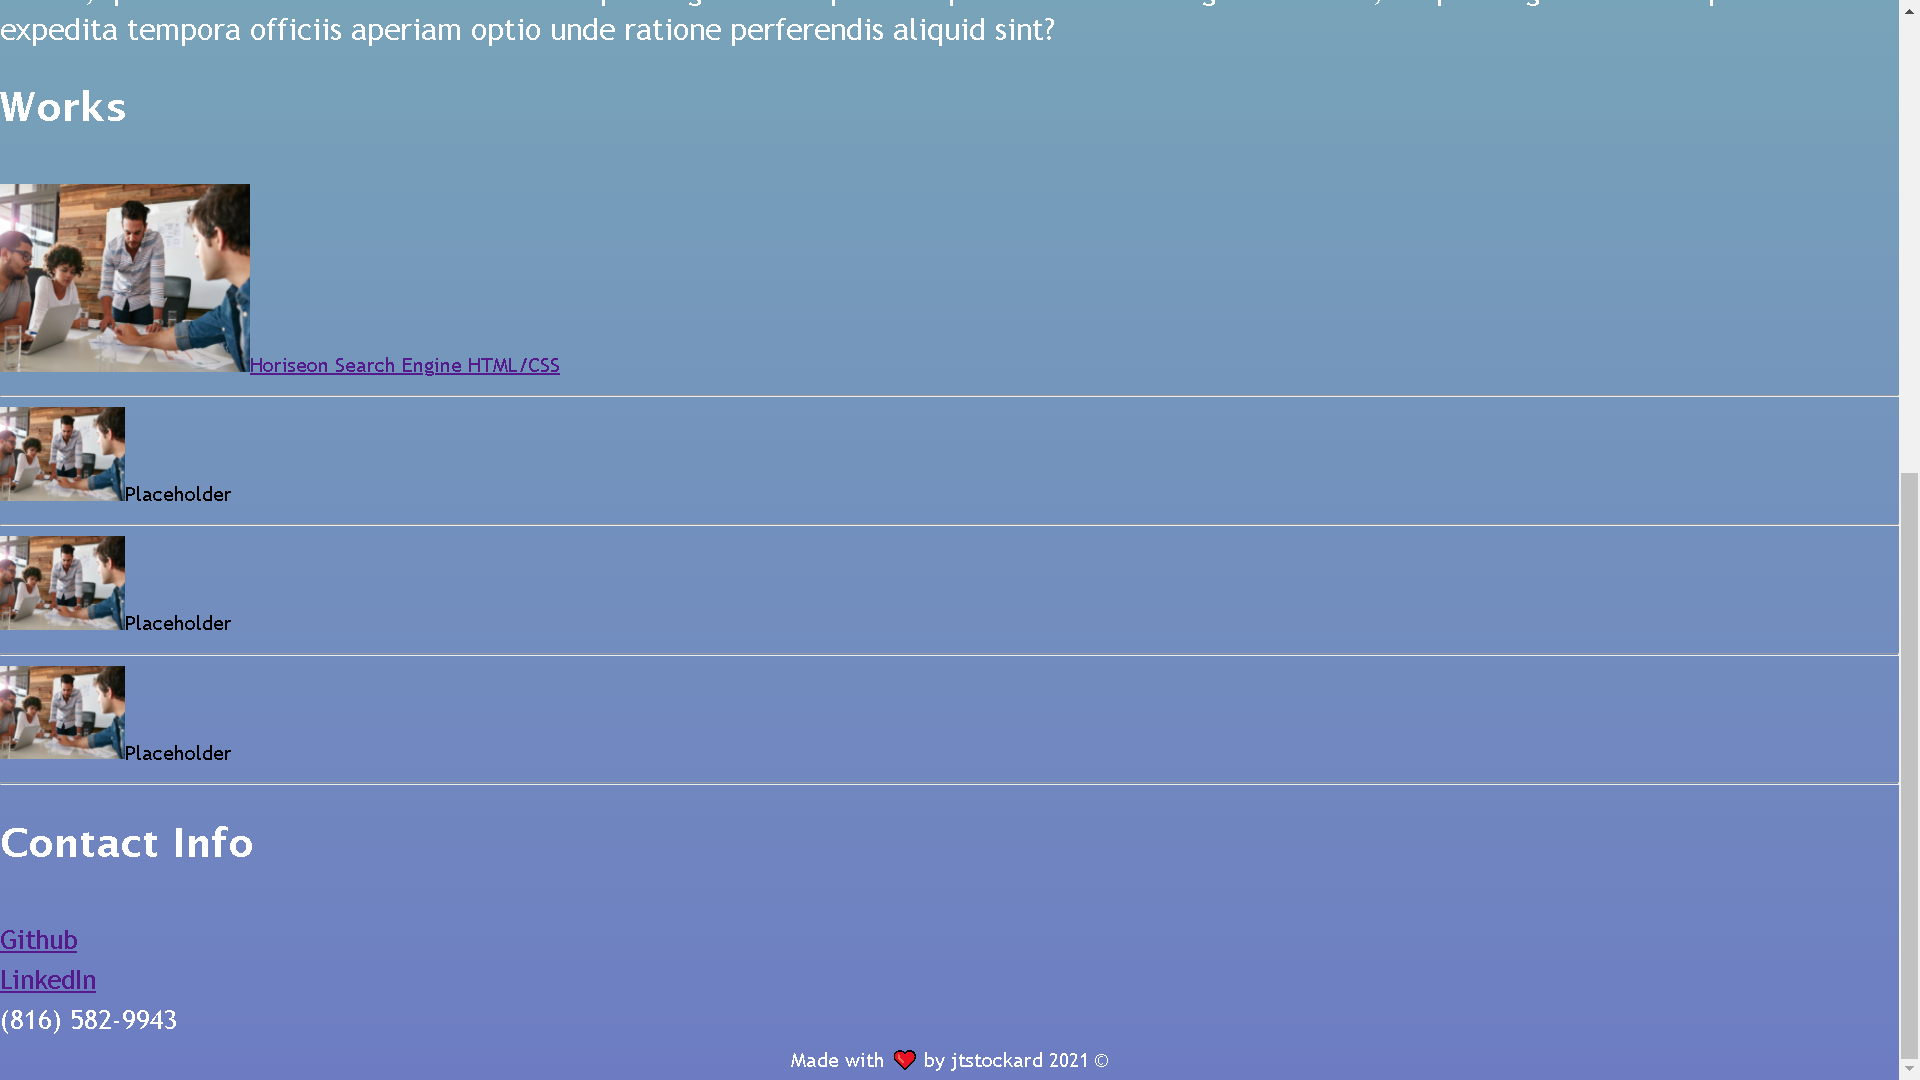 expedita tempora officiis aperiam optio unde ratione perferendis aliquid sint?
Works
Horiseon Search Engine HTML/CSS
Placeholder
Placeholder
Placeholder
Contact Info
Github
LinkedIn
(816) 582-9943
Made with ❤️ by jtstockard 2021 ©